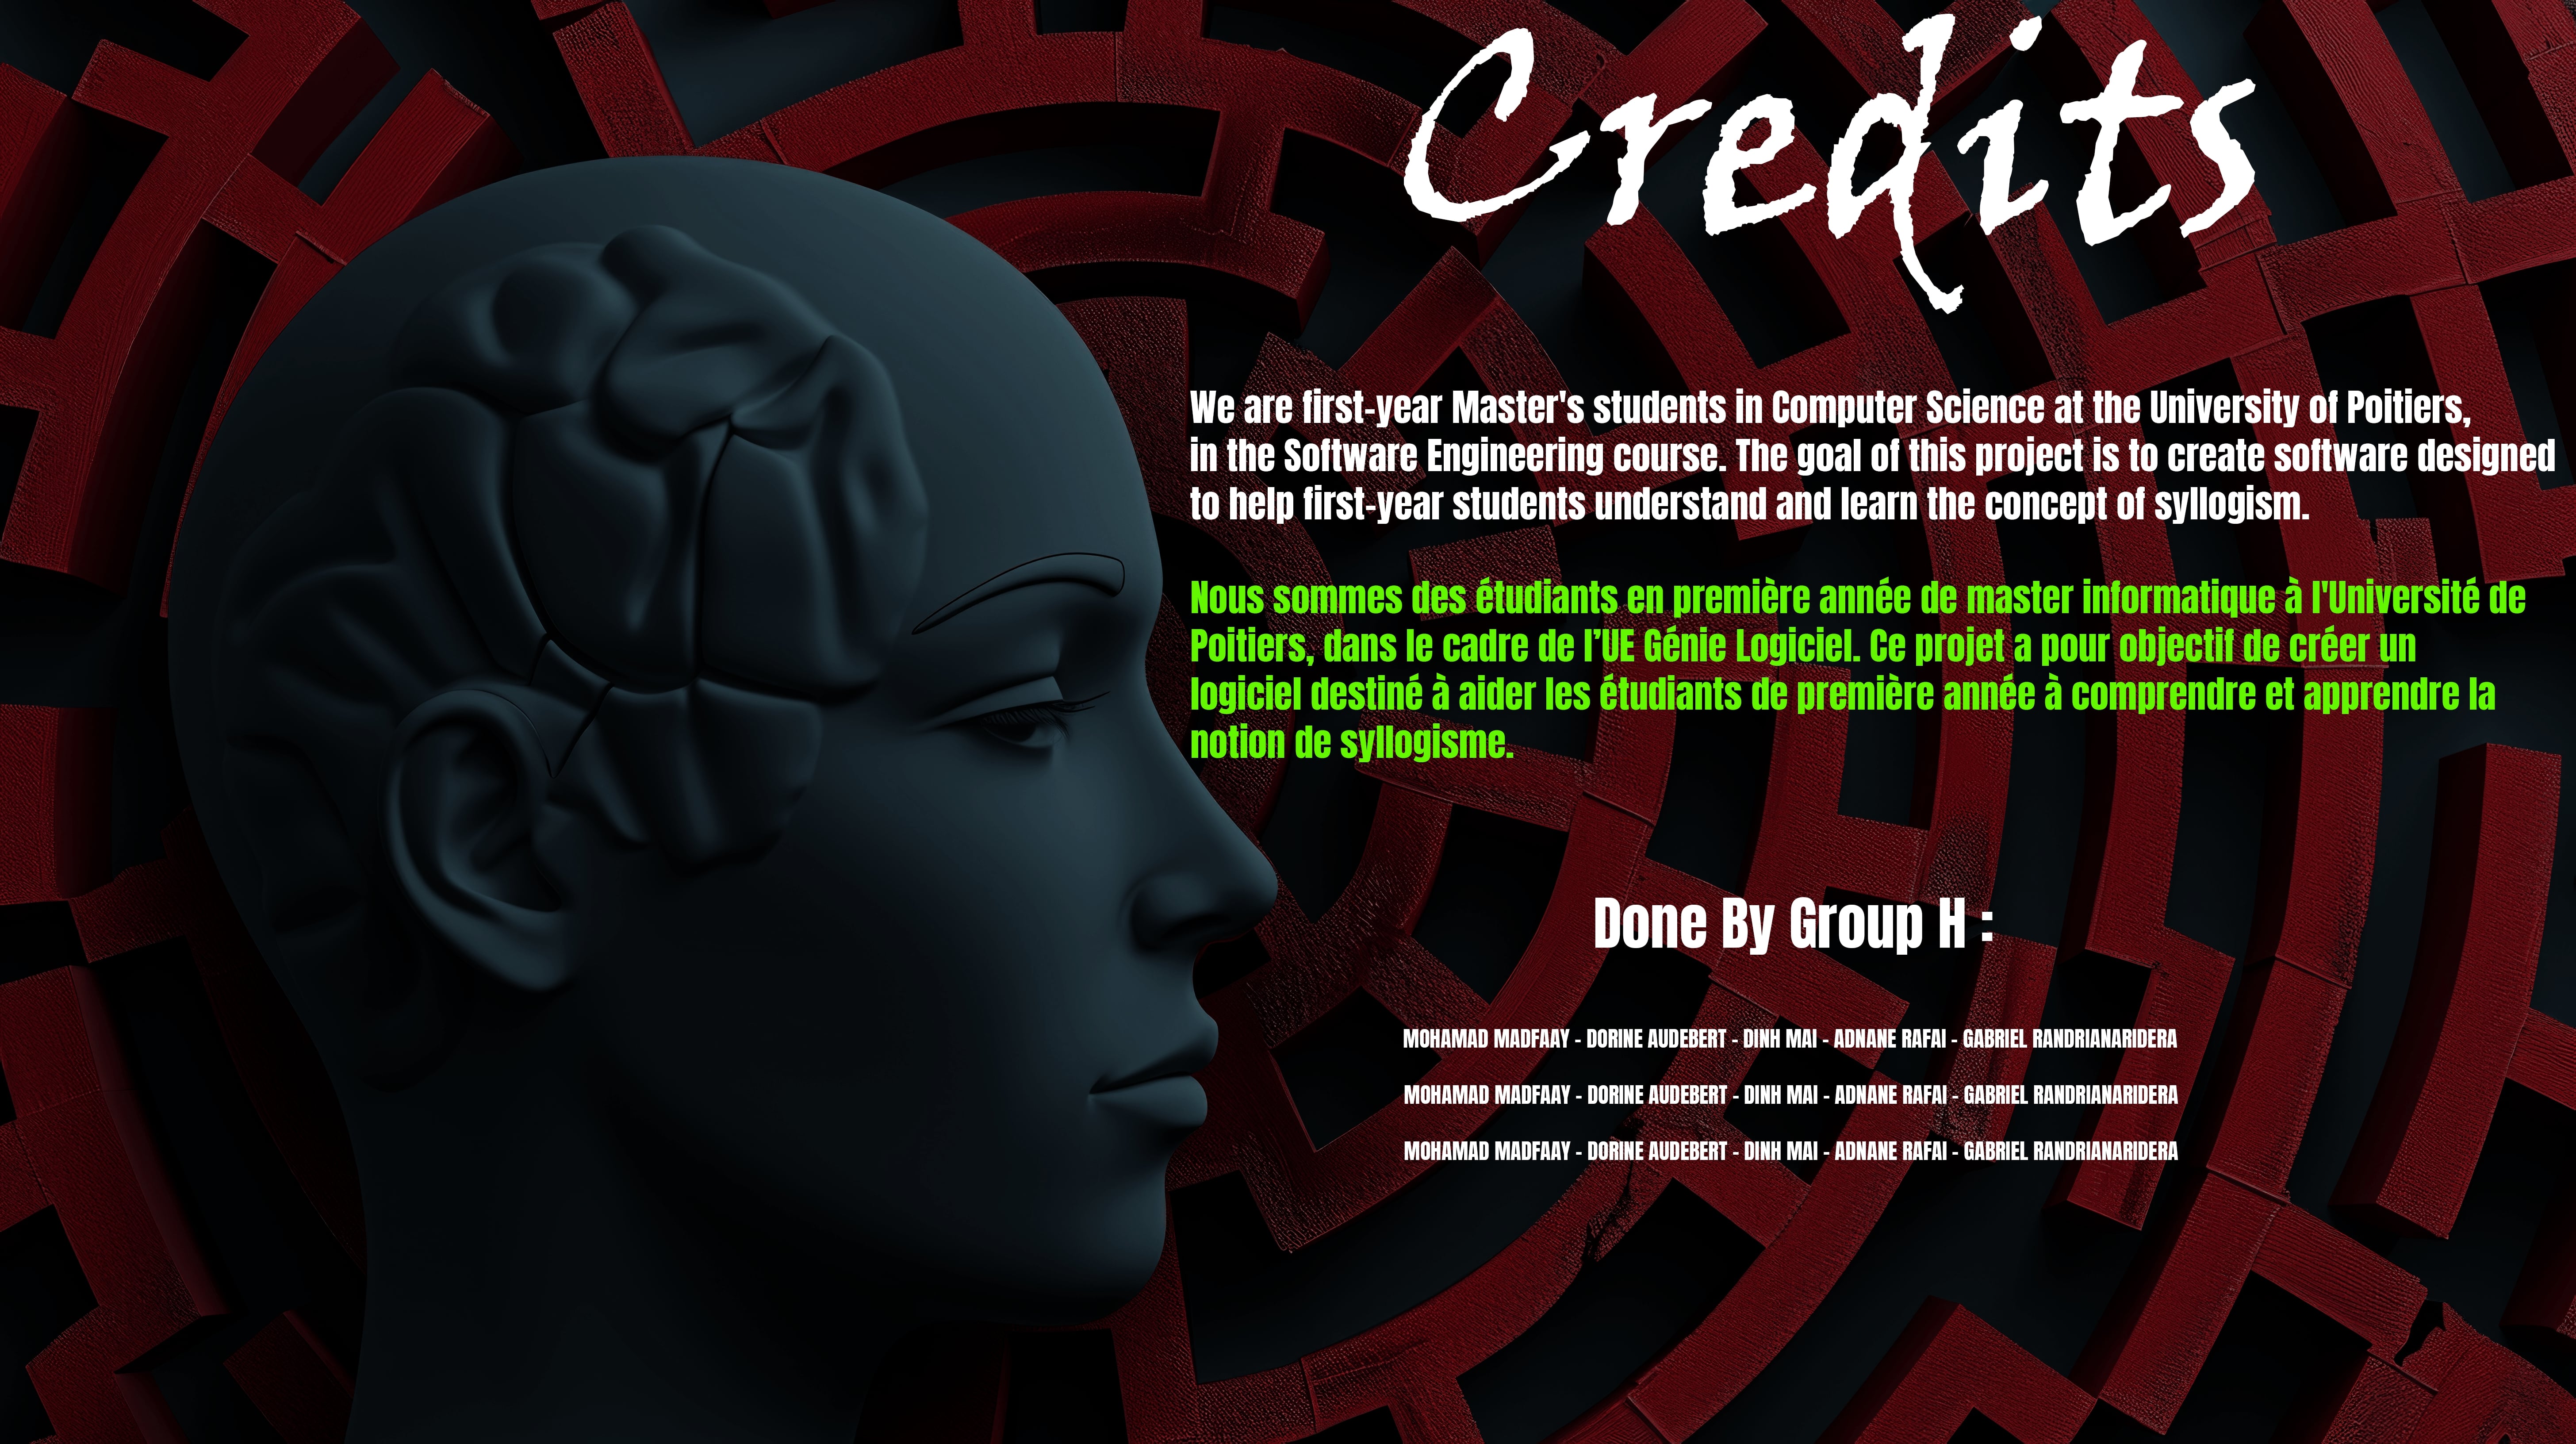 Credits
We are first-year Master's students in Computer Science at the University of Poitiers,
in the Software Engineering course. The goal of this project is to create software designed
to help first-year students understand and learn the concept of syllogism.
Nous sommes des étudiants en première année de master informatique à l'Université de
Poitiers, dans le cadre de l’UE Génie Logiciel. Ce projet a pour objectif de créer un
logiciel destiné à aider les étudiants de première année à comprendre et apprendre la
notion de syllogisme.
Done By Group H :
MOHAMAD MADFAAY - DORINE AUDEBERT - DINH MAI - ADNANE RAFAI - GABRIEL RANDRIANARIDERA
MOHAMAD MADFAAY - DORINE AUDEBERT - DINH MAI - ADNANE RAFAI - GABRIEL RANDRIANARIDERA
MOHAMAD MADFAAY - DORINE AUDEBERT - DINH MAI - ADNANE RAFAI - GABRIEL RANDRIANARIDERA